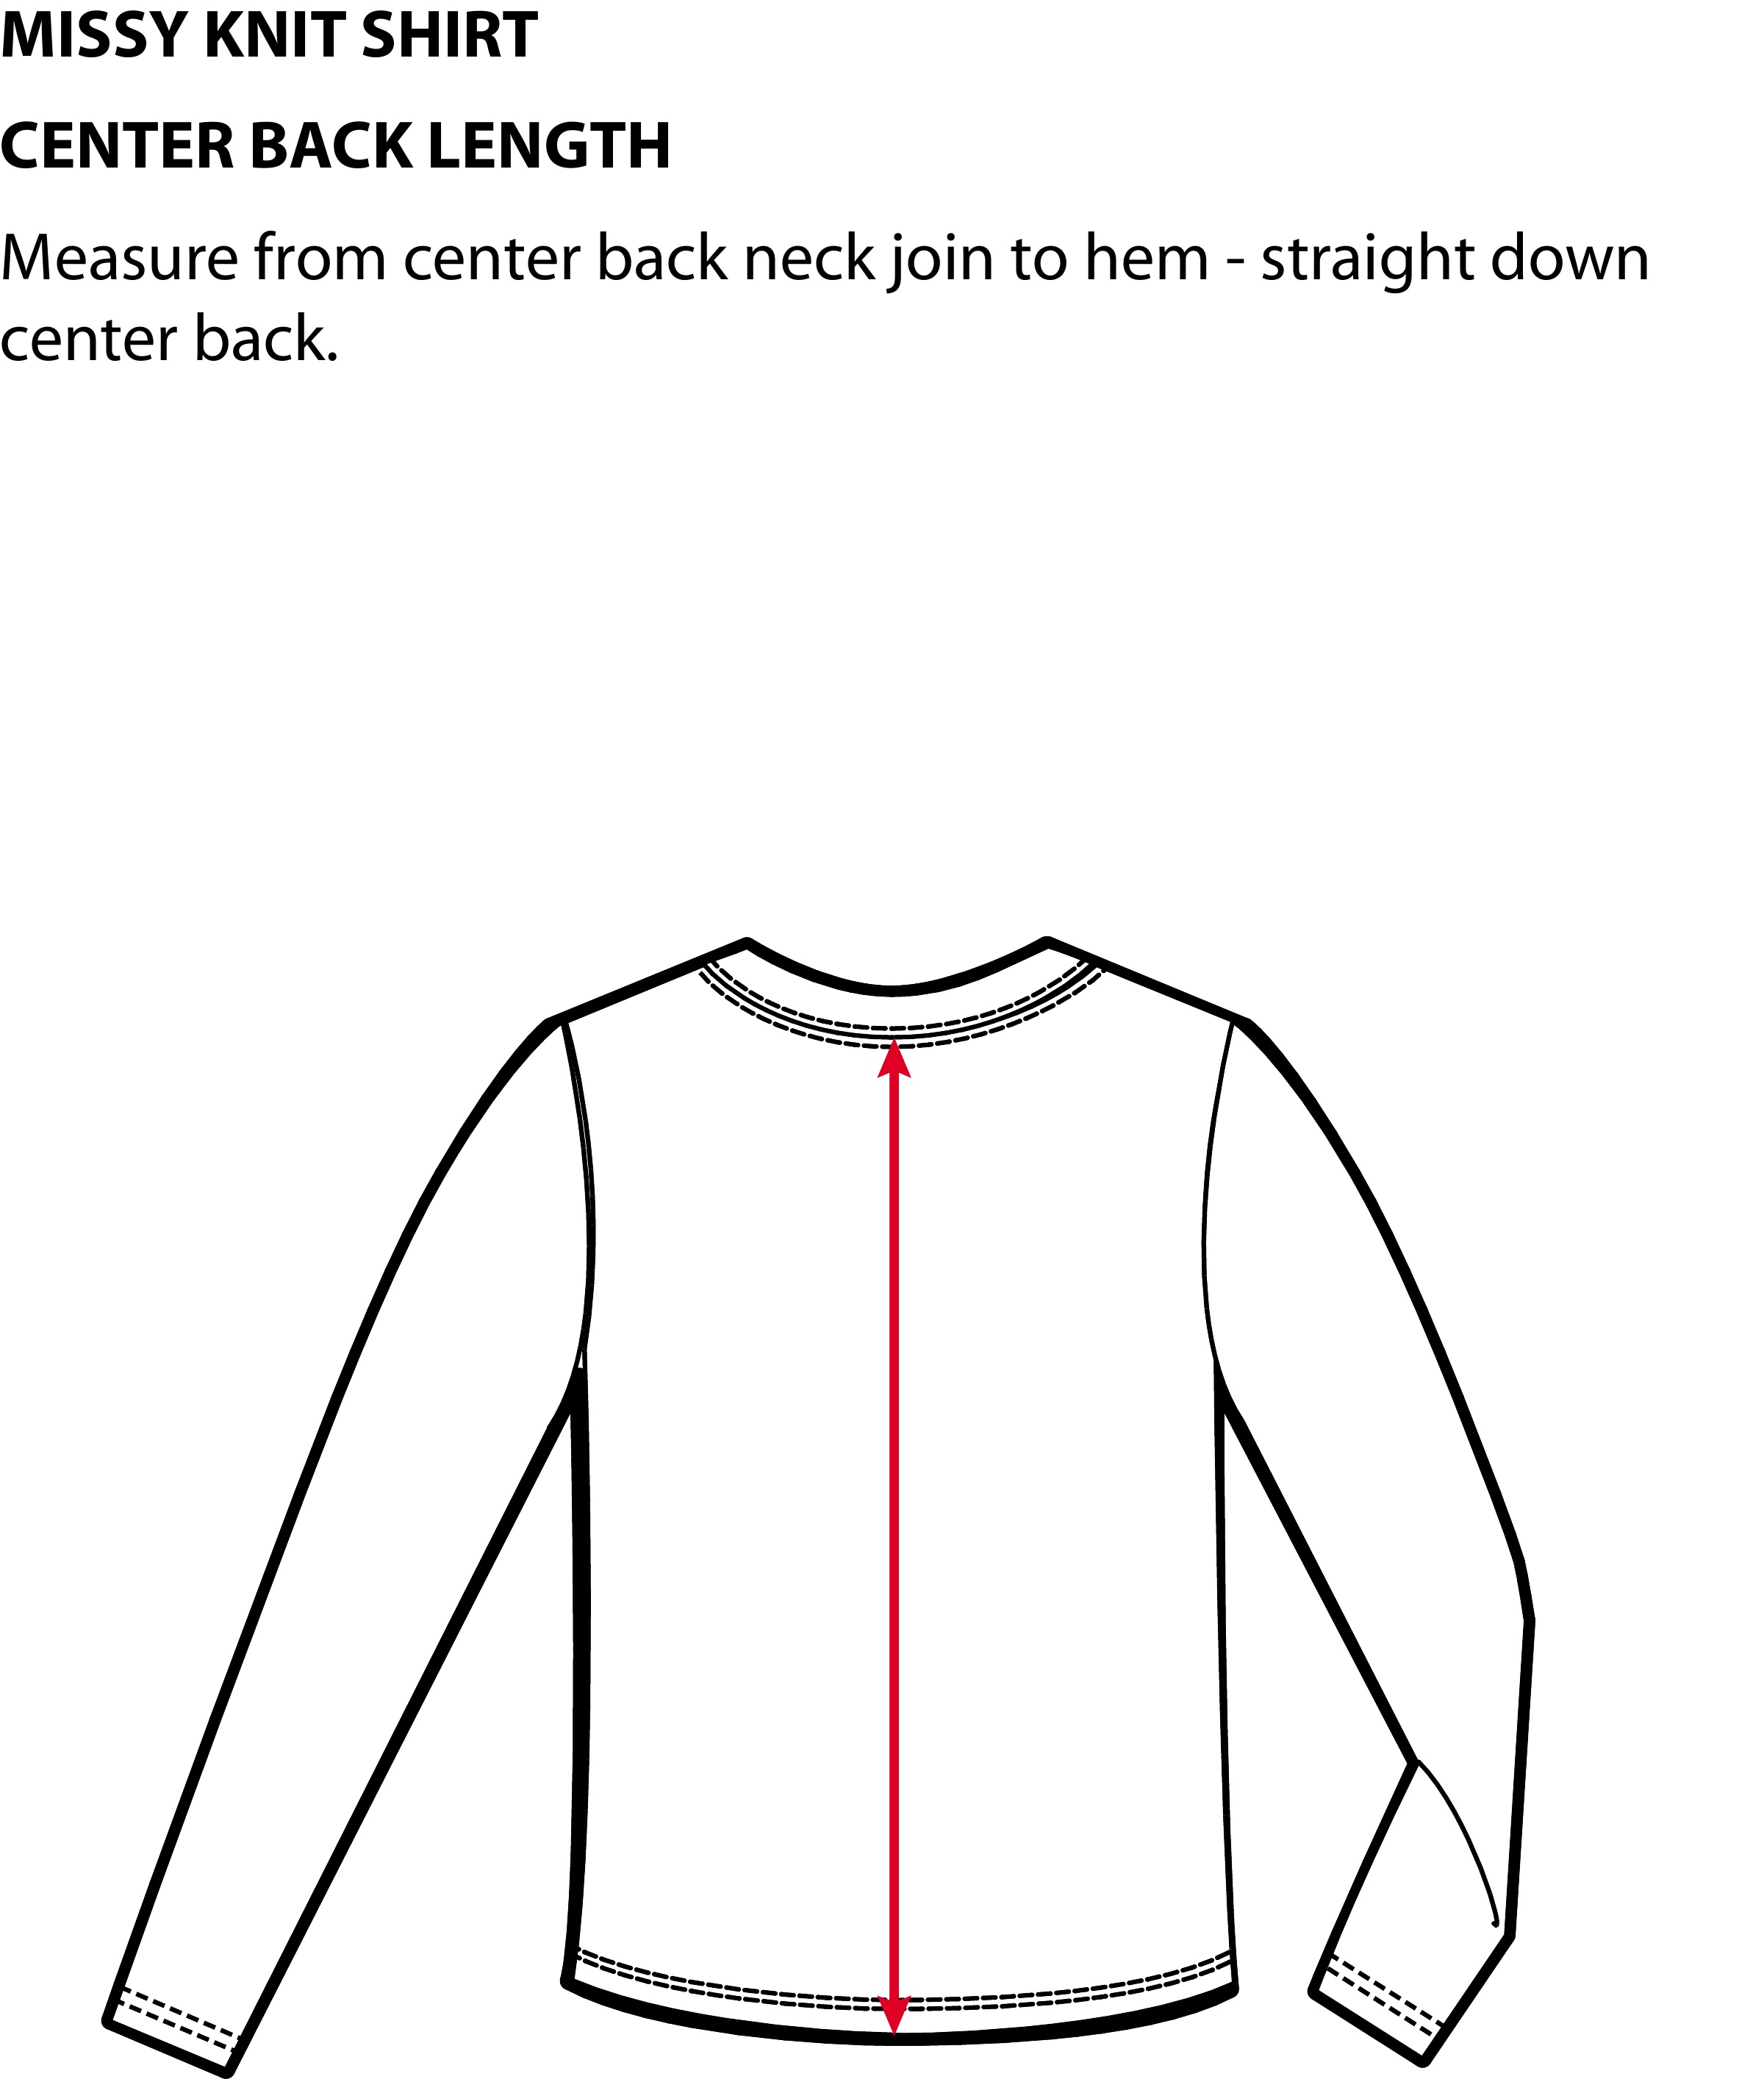 MISSY KNIT SHIRT
CENTER BACK LENGTH
Measure from center back neck join to hem - straight down
center back.